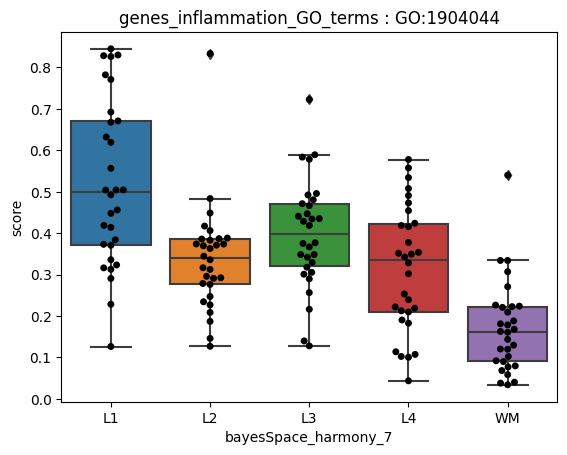 genes_inflammation_GO_terms : GO:1904044
score
0.8
0.7
0.6
0.5
0.4
0.3
0.2
0.1
0.0
L1 L2 L3 L4 WM
bayesSpace_harmony_7